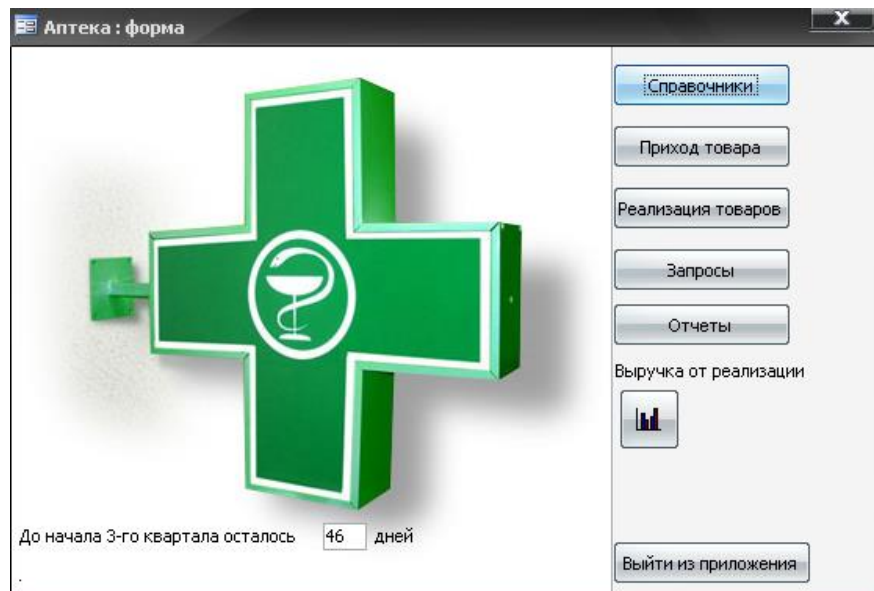 Аптека : форма
X
Справочники
Приход товара
Реализация товаров
Запросы
Отчеты
Выручка от реализации
До начала 3-го квартала осталось 46 дней
.
Выйти из приложения